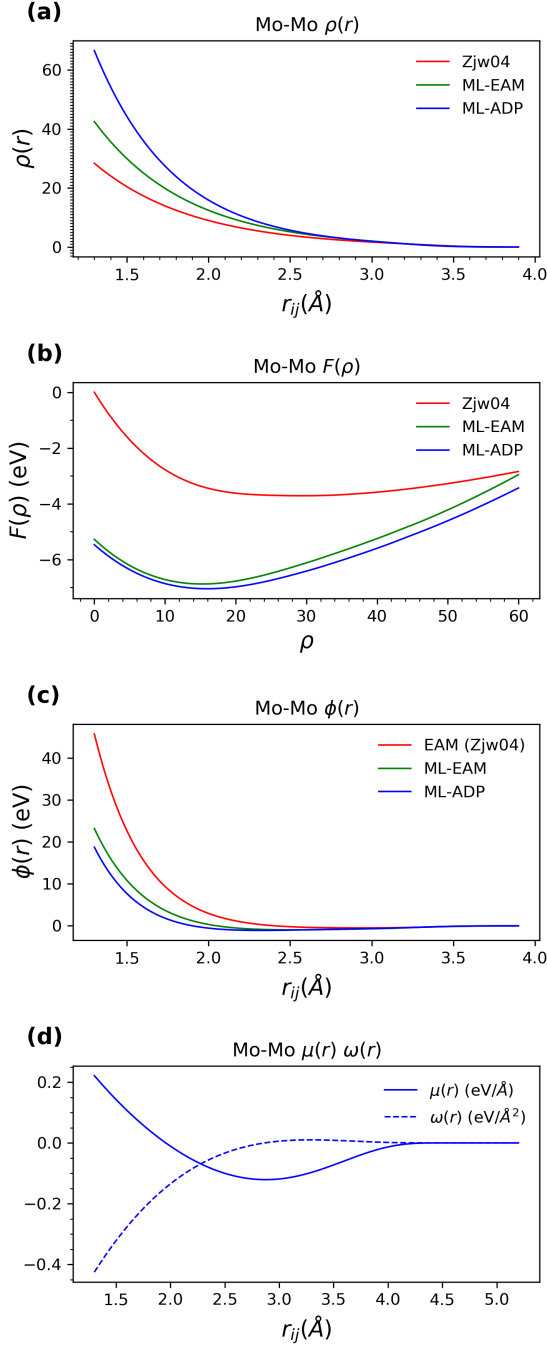 (a)
Mo-Mo ρ(r)
Zjw04
ML-EAM
ML-ADP
ρ(r)
60
40
20
0
1.5 2.0 2.5 3.0 3.5 4.0
r_ij(Å)
(b)
Mo-Mo F(ρ)
Zjw04
ML-EAM
ML-ADP
F(ρ) (eV)
0
−2
−4
−6
0 10 20 30 40 50 60
ρ
(c)
Mo-Mo ϕ(r)
EAM (Zjw04)
ML-EAM
ML-ADP
ϕ(r) (eV)
40
30
20
10
0
1.5 2.0 2.5 3.0 3.5 4.0
r_ij(Å)
(d)
Mo-Mo μ(r) ω(r)
μ(r) (eV/Å)
ω(r) (eV/Å²)
0.2
0.0
−0.2
−0.4
1.5 2.0 2.5 3.0 3.5 4.0 4.5 5.0
r_ij(Å)